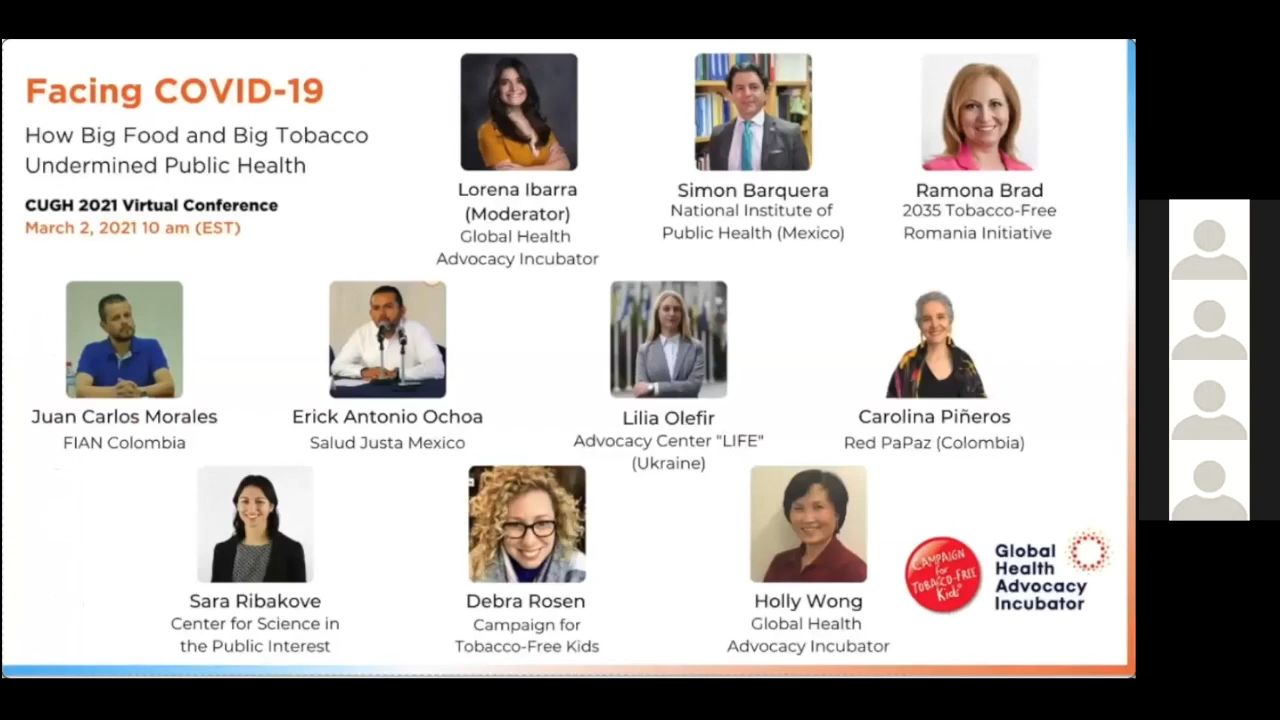 Facing COVID-19
How Big Food and Big Tobacco
Undermined Public Health
CUGH 2021 Virtual Conference
March 2, 2021 10 am (EST)
Lorena Ibarra
(Moderator)
Global Health
Advocacy Incubator
Simon Barquera
National Institute of
Public Health (Mexico)
Ramona Brad
2035 Tobacco-Free
Romania Initiative
Juan Carlos Morales
FIAN Colombia
Erick Antonio Ochoa
Salud Justa Mexico
Lilia Olefir
Advocacy Center "LIFE"
(Ukraine)
Carolina Piñeros
Red PaPaz (Colombia)
Sara Ribakove
Center for Science in
the Public Interest
Debra Rosen
Campaign for
Tobacco-Free Kids
Holly Wong
Global Health
Advocacy Incubator
CAMPAIGN
for
TOBACCO-FREE
Kids®
Global
Health
Advocacy
Incubator